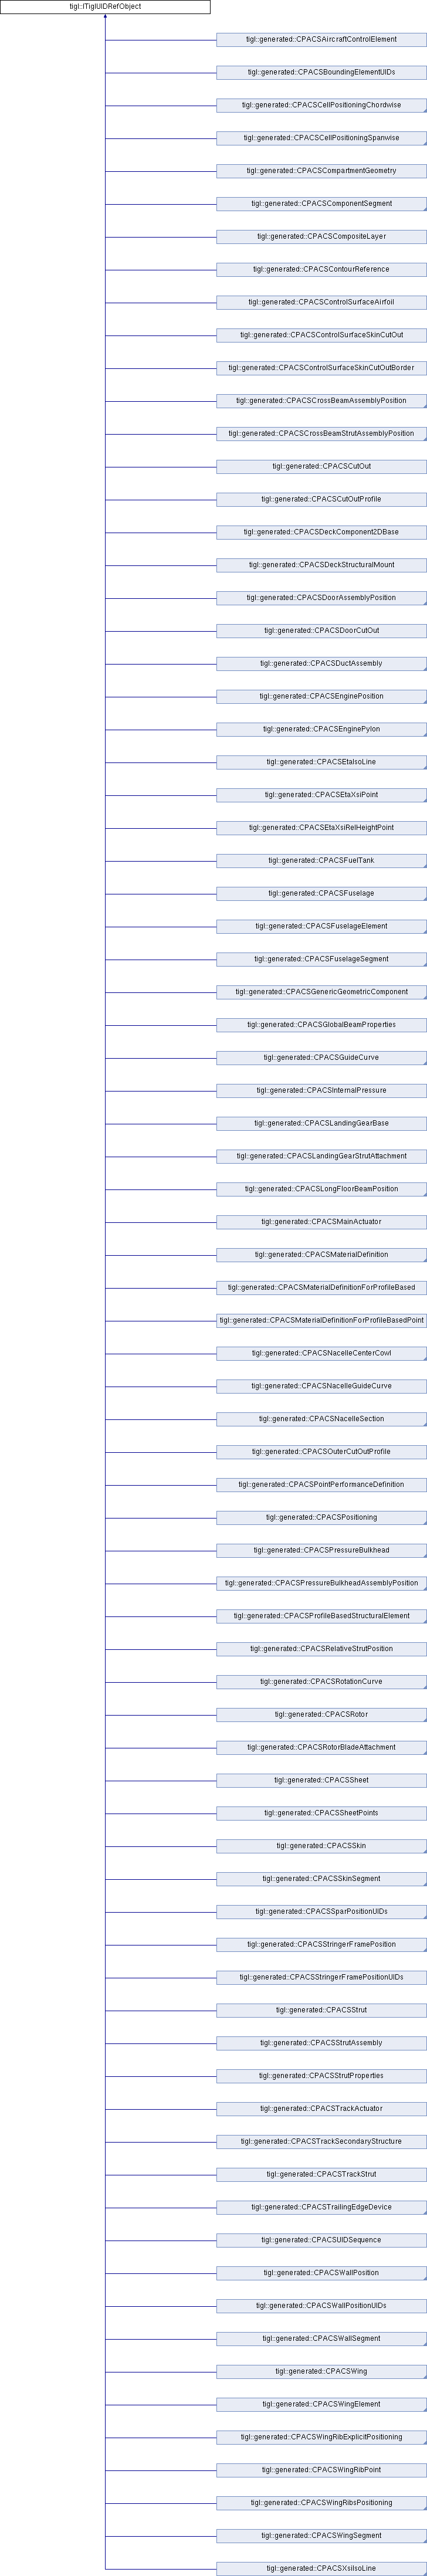 tigl::ITiglUIDRefObject
tigl::generated::CPACSAircraftControlElement
tigl::generated::CPACSBoundingElementUIDs
tigl::generated::CPACSCellPositioningChordwise
tigl::generated::CPACSCellPositioningSpanwise
tigl::generated::CPACSCompartmentGeometry
tigl::generated::CPACSComponentSegment
tigl::generated::CPACSCompositeLayer
tigl::generated::CPACSContourReference
tigl::generated::CPACSControlSurfaceAirfoil
tigl::generated::CPACSControlSurfaceSkinCutOut
tigl::generated::CPACSControlSurfaceSkinCutOutBorder
tigl::generated::CPACSCrossBeamAssemblyPosition
tigl::generated::CPACSCrossBeamStrutAssemblyPosition
tigl::generated::CPACSCutOut
tigl::generated::CPACSCutOutProfile
tigl::generated::CPACSDeckComponent2DBase
tigl::generated::CPACSDeckStructuralMount
tigl::generated::CPACSDoorAssemblyPosition
tigl::generated::CPACSDoorCutOut
tigl::generated::CPACSDuctAssembly
tigl::generated::CPACSEnginePosition
tigl::generated::CPACSEnginePylon
tigl::generated::CPACSEtaIsoLine
tigl::generated::CPACSEtaXsiPoint
tigl::generated::CPACSEtaXsiRelHeightPoint
tigl::generated::CPACSFuelTank
tigl::generated::CPACSFuselage
tigl::generated::CPACSFuselageElement
tigl::generated::CPACSFuselageSegment
tigl::generated::CPACSGenericGeometricComponent
tigl::generated::CPACSGlobalBeamProperties
tigl::generated::CPACSGuideCurve
tigl::generated::CPACSInternalPressure
tigl::generated::CPACSLandingGearBase
tigl::generated::CPACSLandingGearStrutAttachment
tigl::generated::CPACSLongFloorBeamPosition
tigl::generated::CPACSMainActuator
tigl::generated::CPACSMaterialDefinition
tigl::generated::CPACSMaterialDefinitionForProfileBased
tigl::generated::CPACSMaterialDefinitionForProfileBasedPoint
tigl::generated::CPACSNacelleCenterCowl
tigl::generated::CPACSNacelleGuideCurve
tigl::generated::CPACSNacelleSection
tigl::generated::CPACSOuterCutOutProfile
tigl::generated::CPACSPointPerformanceDefinition
tigl::generated::CPACSPositioning
tigl::generated::CPACSPressureBulkhead
tigl::generated::CPACSPressureBulkheadAssemblyPosition
tigl::generated::CPACSProfileBasedStructuralElement
tigl::generated::CPACSRelativeStrutPosition
tigl::generated::CPACSRotationCurve
tigl::generated::CPACSRotor
tigl::generated::CPACSRotorBladeAttachment
tigl::generated::CPACSSheet
tigl::generated::CPACSSheetPoints
tigl::generated::CPACSSkin
tigl::generated::CPACSSkinSegment
tigl::generated::CPACSSparPositionUIDs
tigl::generated::CPACSStringerFramePosition
tigl::generated::CPACSStringerFramePositionUIDs
tigl::generated::CPACSStrut
tigl::generated::CPACSStrutAssembly
tigl::generated::CPACSStrutProperties
tigl::generated::CPACSTrackActuator
tigl::generated::CPACSTrackSecondaryStructure
tigl::generated::CPACSTrackStrut
tigl::generated::CPACSTrailingEdgeDevice
tigl::generated::CPACSUIDSequence
tigl::generated::CPACSWallPosition
tigl::generated::CPACSWallPositionUIDs
tigl::generated::CPACSWallSegment
tigl::generated::CPACSWing
tigl::generated::CPACSWingElement
tigl::generated::CPACSWingRibExplicitPositioning
tigl::generated::CPACSWingRibPoint
tigl::generated::CPACSWingRibsPositioning
tigl::generated::CPACSWingSegment
tigl::generated::CPACSXsiIsoLine